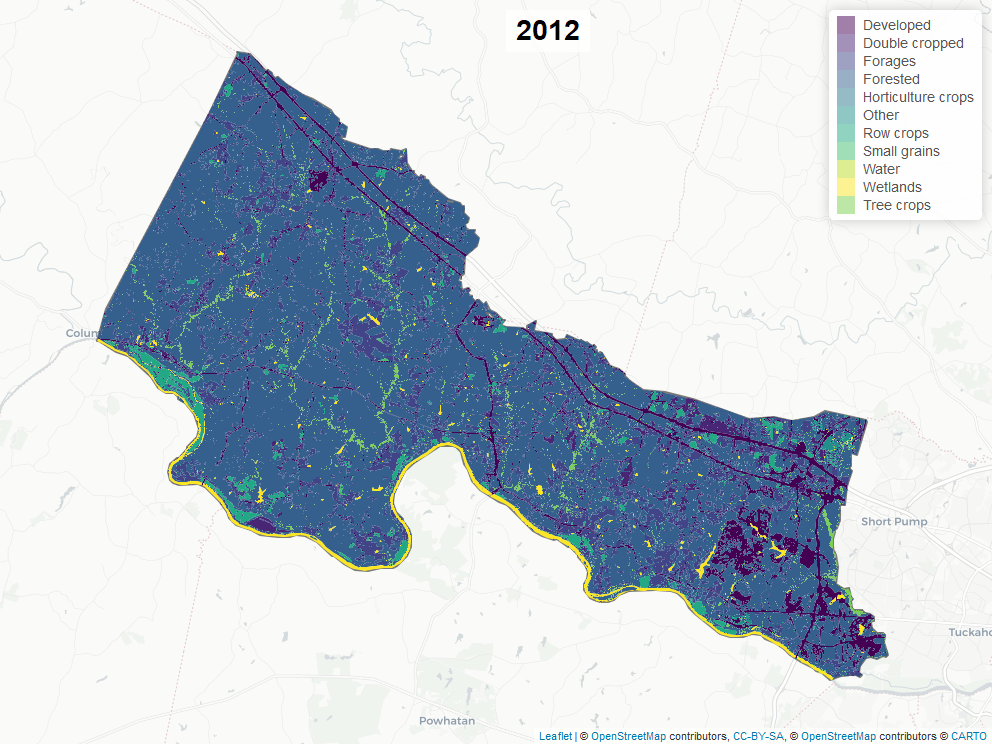 2012
Developed
Double cropped
Forages
Forested
Horticulture crops
Other
Row crops
Small grains
Water
Wetlands
Tree crops
Colum
Short Pump
Tuckaho
Powhatan
Leaflet | © OpenStreetMap contributors, CC-BY-SA, © OpenStreetMap contributors © CARTO